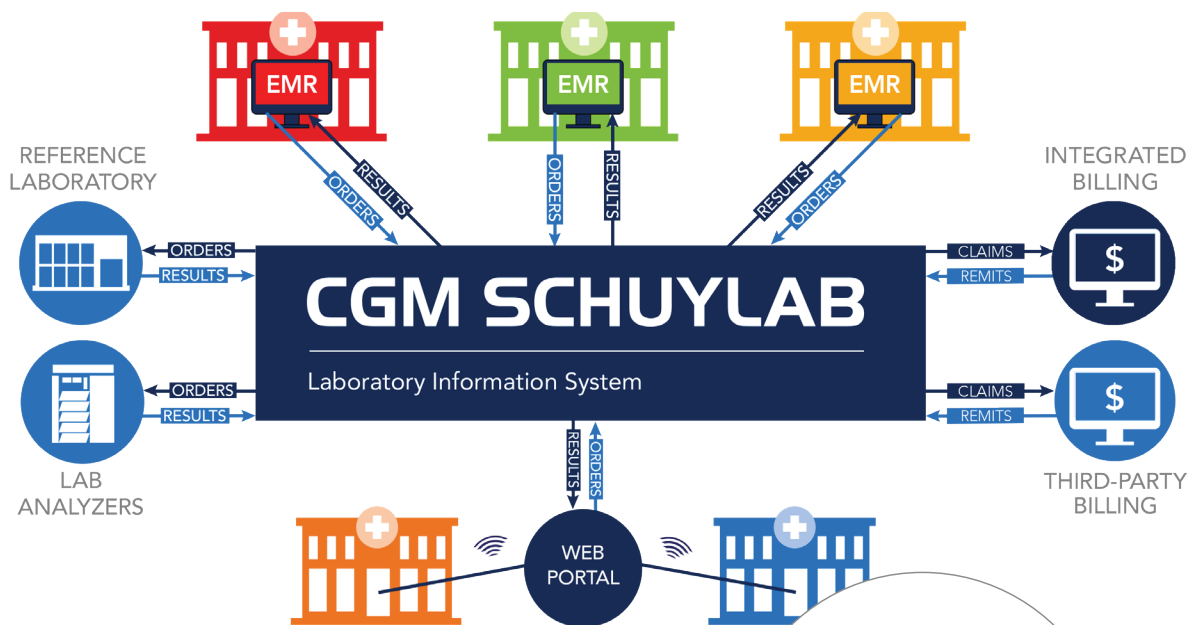 EMR
EMR
EMR
REFERENCE
LABORATORY
INTEGRATED
BILLING
ORDERS
RESULTS
ORDERS
RESULTS
RESULTS
ORDERS
ORDERS
RESULTS
CLAIMS
REMITS
$
CGM SCHUYLAB
Laboratory Information System
ORDERS
RESULTS
CLAIMS
REMITS
$
LAB
ANALYZERS
THIRD-PARTY
BILLING
RESULTS
ORDERS
WEB
PORTAL